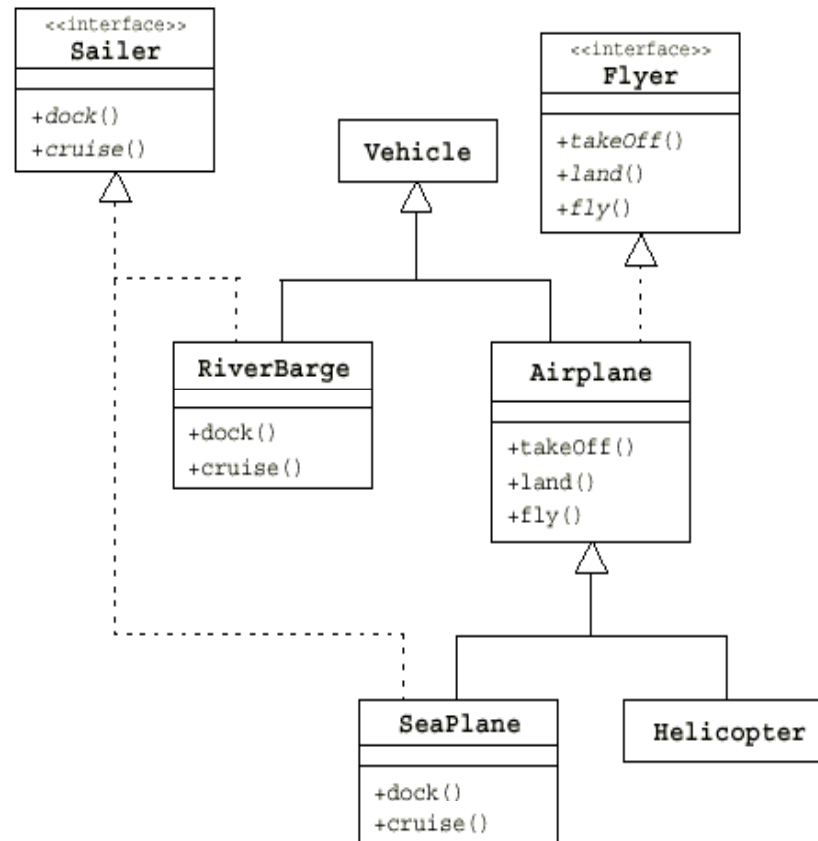 <<interface>>
Sailer
+dock()
+cruise()
<<interface>>
Flyer
+takeOff()
+land()
+fly()
Vehicle
RiverBarge
+dock()
+cruise()
Airplane
+takeOff()
+land()
+fly()
SeaPlane
+dock()
+cruise()
Helicopter